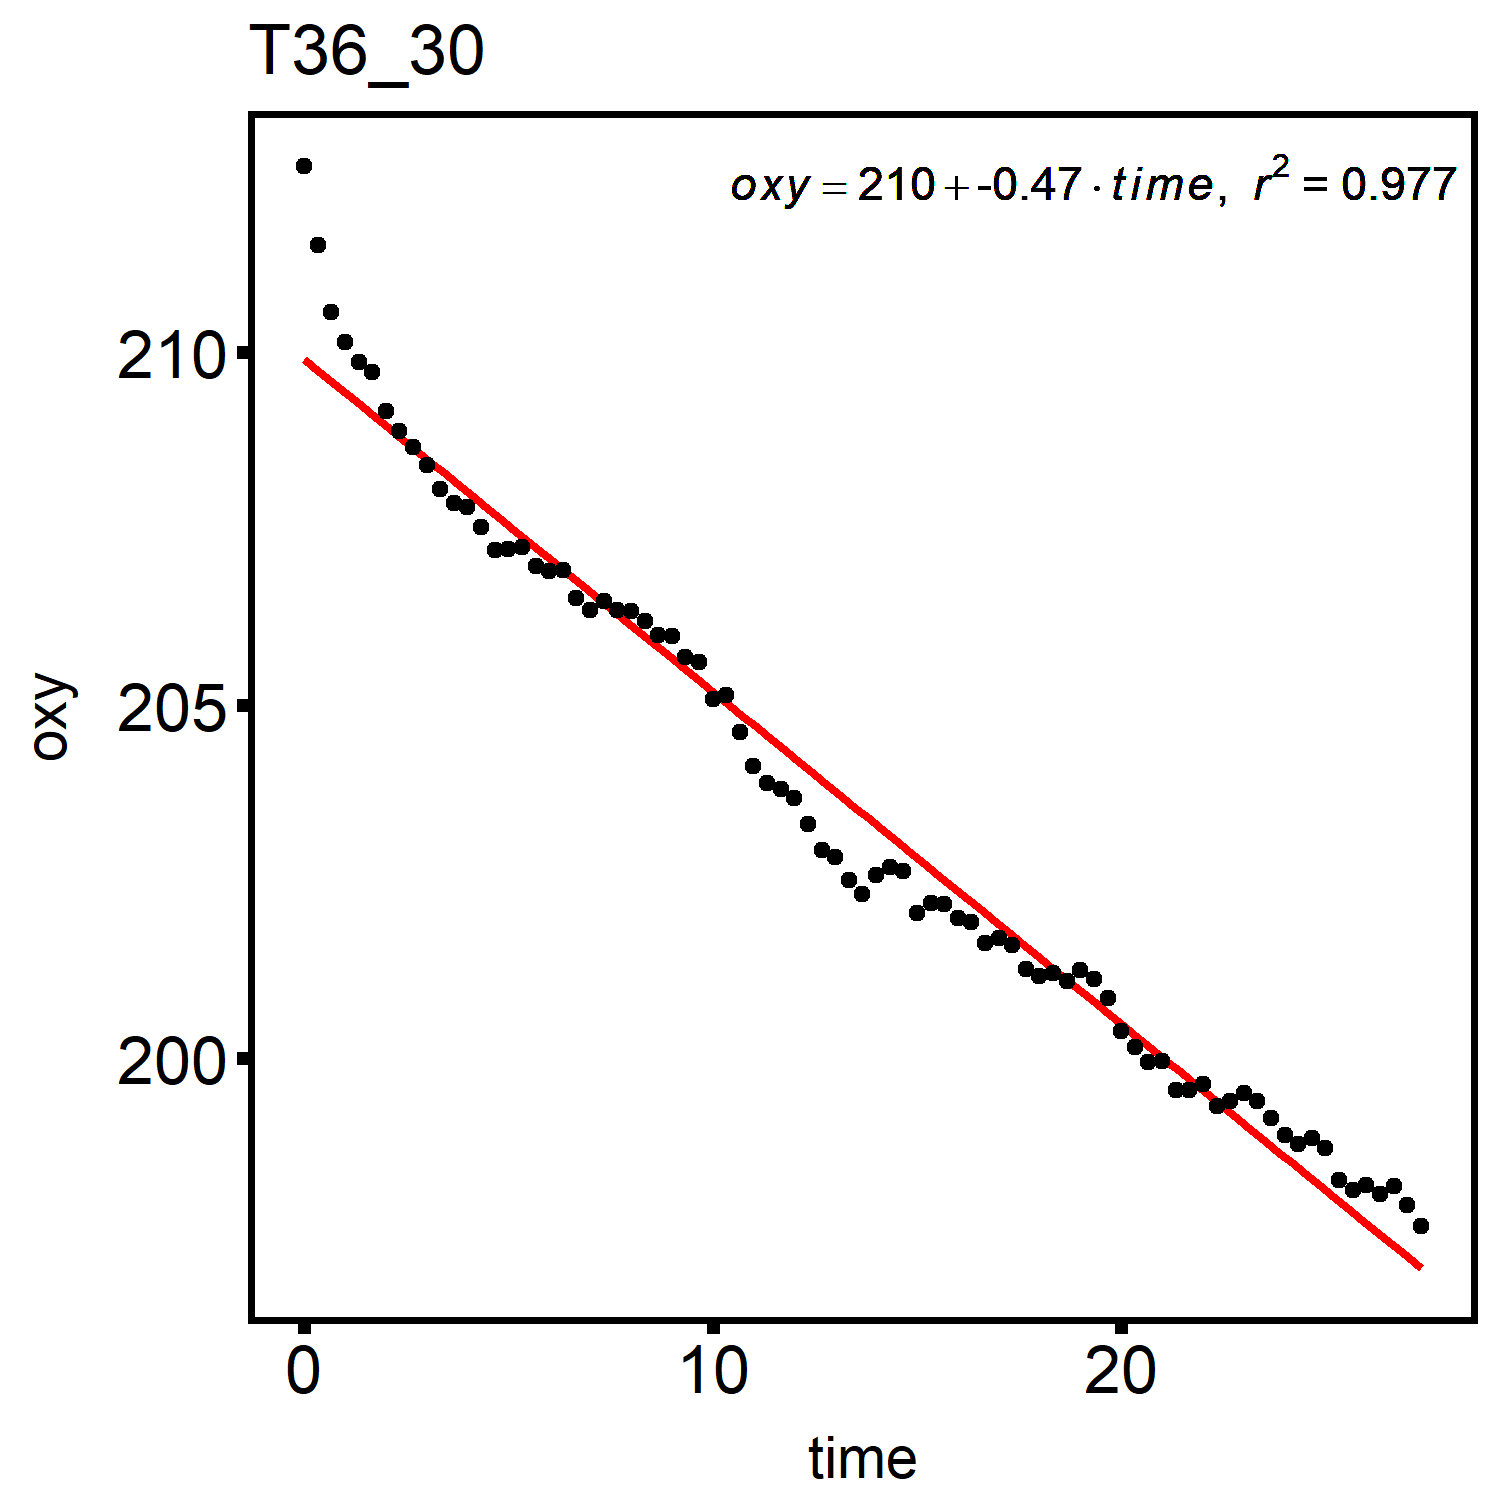 T36_30
oxy = 210 + -0.47 · time, r² = 0.977
210
205
200
oxy
0 10 20
time